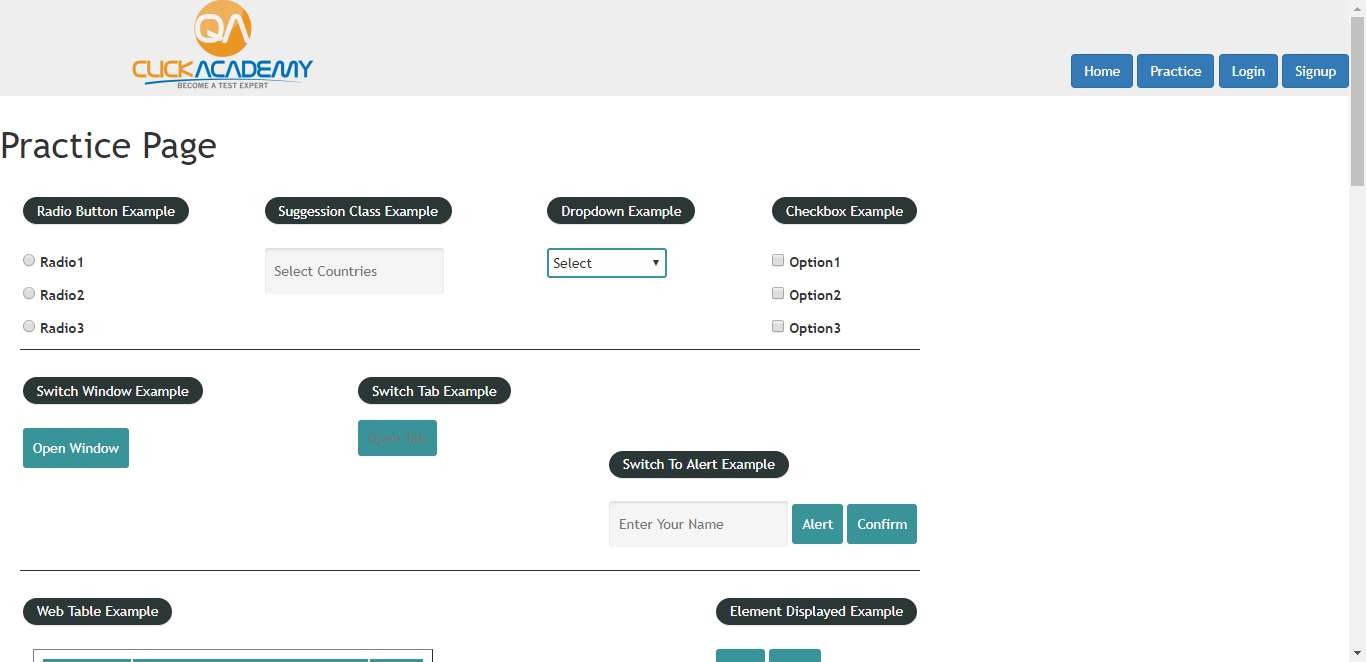 QA
CLICKACADEMY
BECOME A TEST EXPERT
Home Practice Login Signup
Practice Page
Radio Button Example
Suggession Class Example
Dropdown Example
Checkbox Example
Radio1
Radio2
Radio3
Select Countries
Select
Option1
Option2
Option3
Switch Window Example
Switch Tab Example
Open Window
Open Tab
Switch To Alert Example
Enter Your Name
Alert
Confirm
Web Table Example
Element Displayed Example